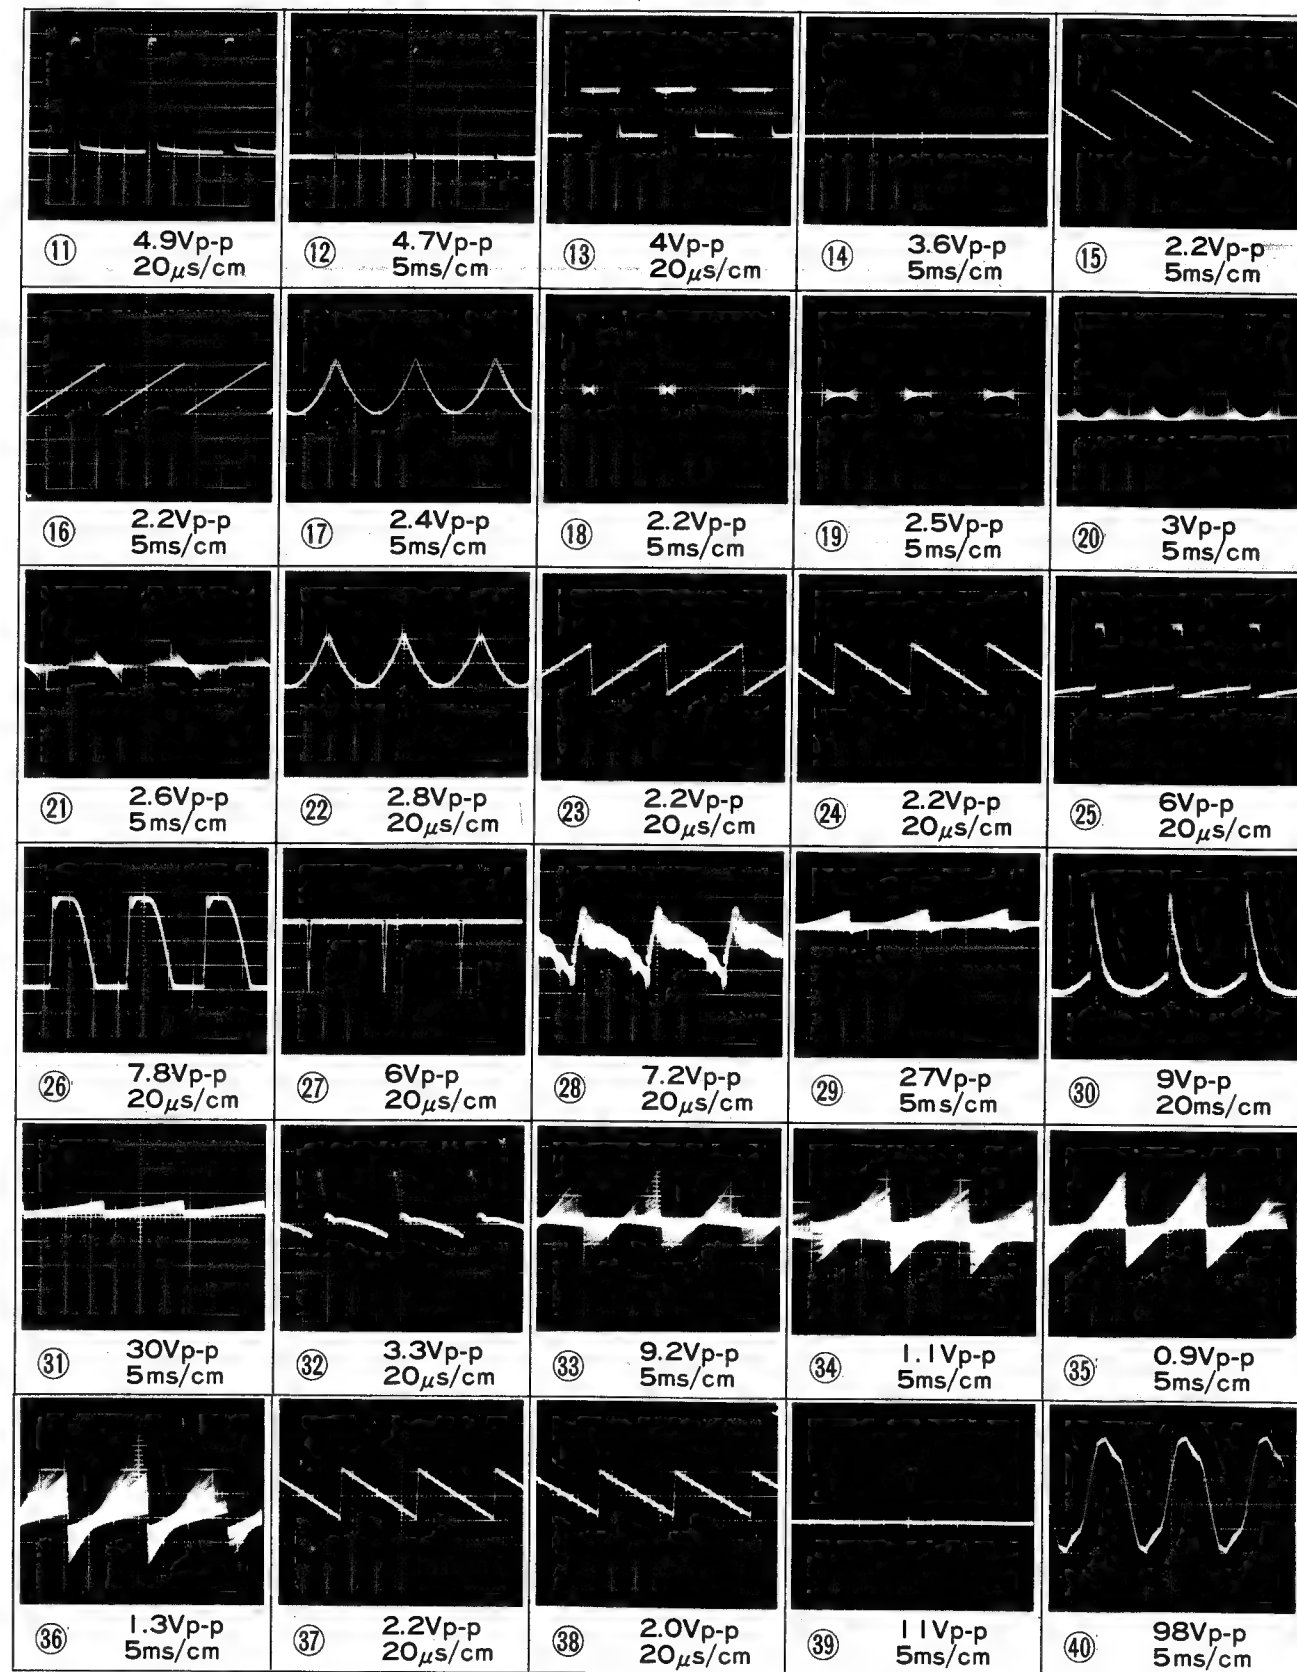 ⑪ 4.9Vp-p
20μs/cm
⑫ 4.7Vp-p
5ms/cm
⑬ 4Vp-p
20μs/cm
⑭ 3.6Vp-p
5ms/cm
⑮ 2.2Vp-p
5ms/cm
⑯ 2.2Vp-p
5ms/cm
⑰ 2.4Vp-p
5ms/cm
⑱ 2.2Vp-p
5ms/cm
⑲ 2.5Vp-p
5ms/cm
⑳ 3Vp-p
5ms/cm
㉑ 2.6Vp-p
5ms/cm
㉒ 2.8Vp-p
20μs/cm
㉓ 2.2Vp-p
20μs/cm
㉔ 2.2Vp-p
20μs/cm
㉕ 6Vp-p
20μs/cm
㉖ 7.8Vp-p
20μs/cm
㉗ 6Vp-p
20μs/cm
㉘ 7.2Vp-p
20μs/cm
㉙ 27Vp-p
5ms/cm
㉚ 9Vp-p
20ms/cm
㉛ 30Vp-p
5ms/cm
㉜ 3.3Vp-p
20μs/cm
㉝ 9.2Vp-p
5ms/cm
㉞ 1.1Vp-p
5ms/cm
㉟ 0.9Vp-p
5ms/cm
㊱ 1.3Vp-p
5ms/cm
㊲ 2.2Vp-p
20μs/cm
㊳ 2.0Vp-p
20μs/cm
㊴ 11Vp-p
5ms/cm
㊵ 98Vp-p
5ms/cm